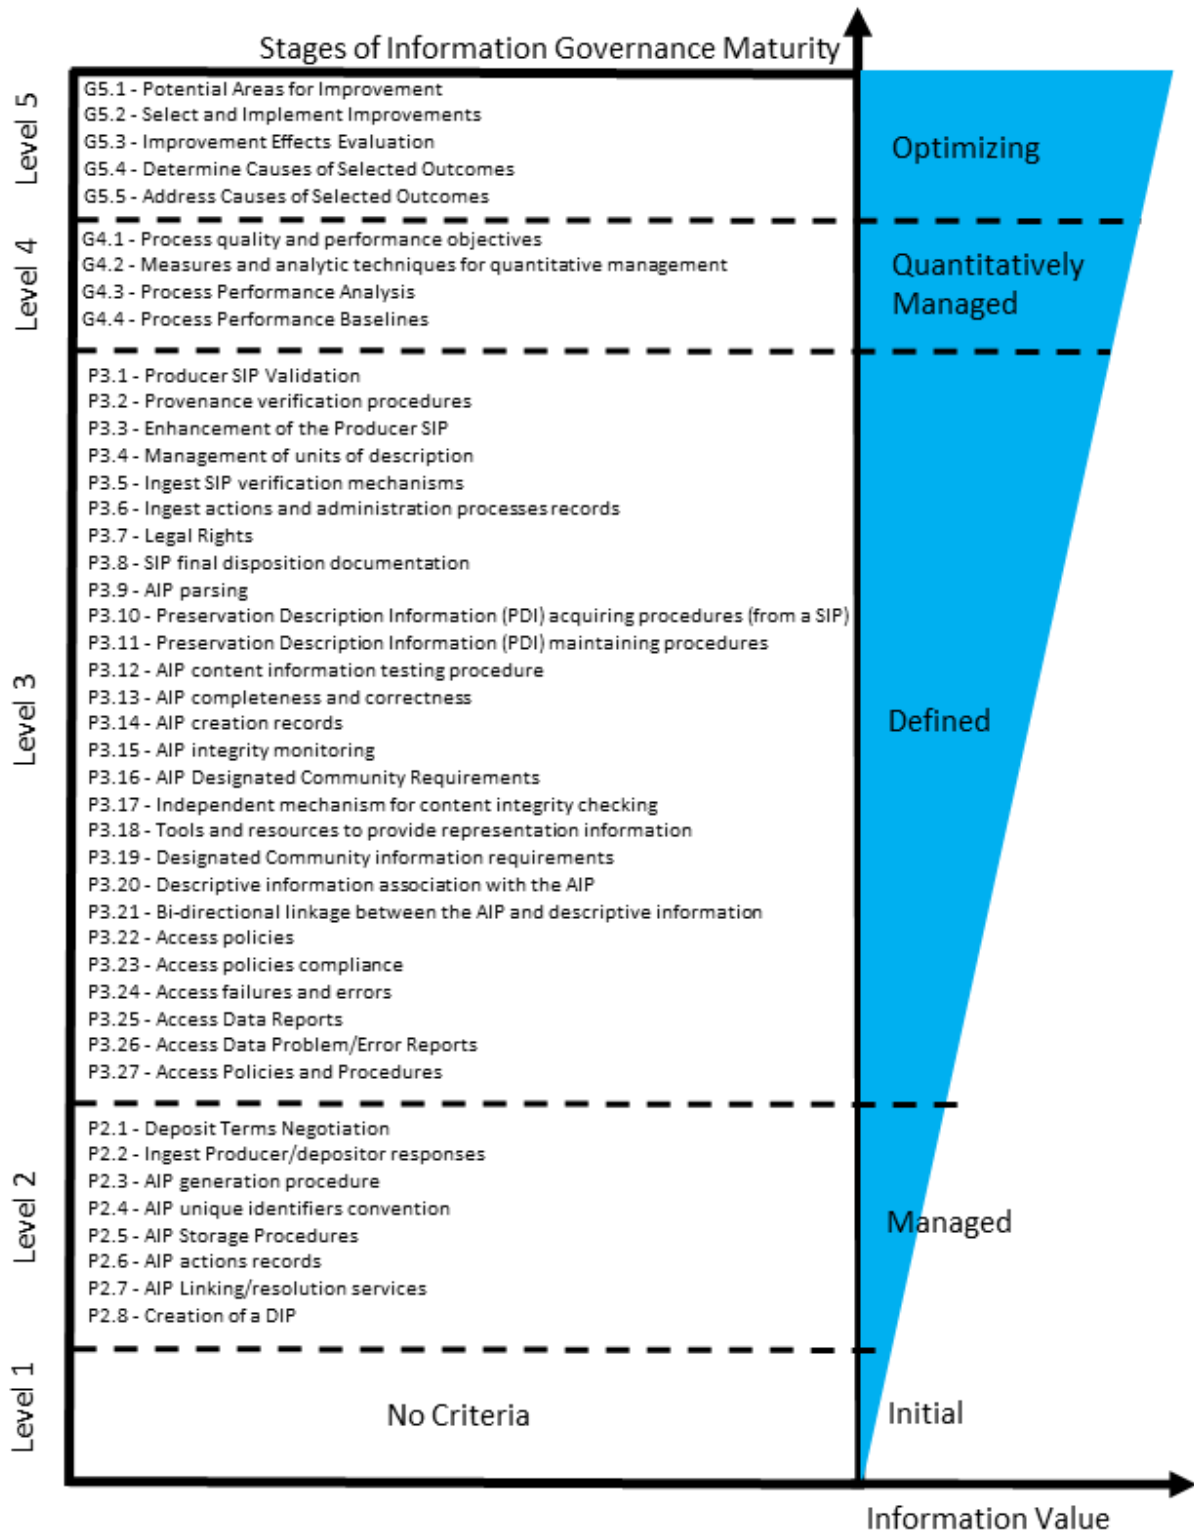 Stages of Information Governance Maturity
Level 5
G5.1 - Potential Areas for Improvement
G5.2 - Select and Implement Improvements
G5.3 - Improvement Effects Evaluation
G5.4 - Determine Causes of Selected Outcomes
G5.5 - Address Causes of Selected Outcomes
Optimizing
Level 4
G4.1 - Process quality and performance objectives
G4.2 - Measures and analytic techniques for quantitative management
G4.3 - Process Performance Analysis
G4.4 - Process Performance Baselines
Quantitatively
Managed
Level 3
P3.1 - Producer SIP Validation
P3.2 - Provenance verification procedures
P3.3 - Enhancement of the Producer SIP
P3.4 - Management of units of description
P3.5 - Ingest SIP verification mechanisms
P3.6 - Ingest actions and administration processes records
P3.7 - Legal Rights
P3.8 - SIP final disposition documentation
P3.9 - AIP parsing
P3.10 - Preservation Description Information (PDI) acquiring procedures (from a SIP)
P3.11 - Preservation Description Information (PDI) maintaining procedures
P3.12 - AIP content information testing procedure
P3.13 - AIP completeness and correctness
P3.14 - AIP creation records
P3.15 - AIP integrity monitoring
P3.16 - AIP Designated Community Requirements
P3.17 - Independent mechanism for content integrity checking
P3.18 - Tools and resources to provide representation information
P3.19 - Designated Community information requirements
P3.20 - Descriptive information association with the AIP
P3.21 - Bi-directional linkage between the AIP and descriptive information
P3.22 - Access policies
P3.23 - Access policies compliance
P3.24 - Access failures and errors
P3.25 - Access Data Reports
P3.26 - Access Data Problem/Error Reports
P3.27 - Access Policies and Procedures
Defined
Level 2
P2.1 - Deposit Terms Negotiation
P2.2 - Ingest Producer/depositor responses
P2.3 - AIP generation procedure
P2.4 - AIP unique identifiers convention
P2.5 - AIP Storage Procedures
P2.6 - AIP actions records
P2.7 - AIP Linking/resolution services
P2.8 - Creation of a DIP
Managed
Level 1
No Criteria
Initial
Information Value